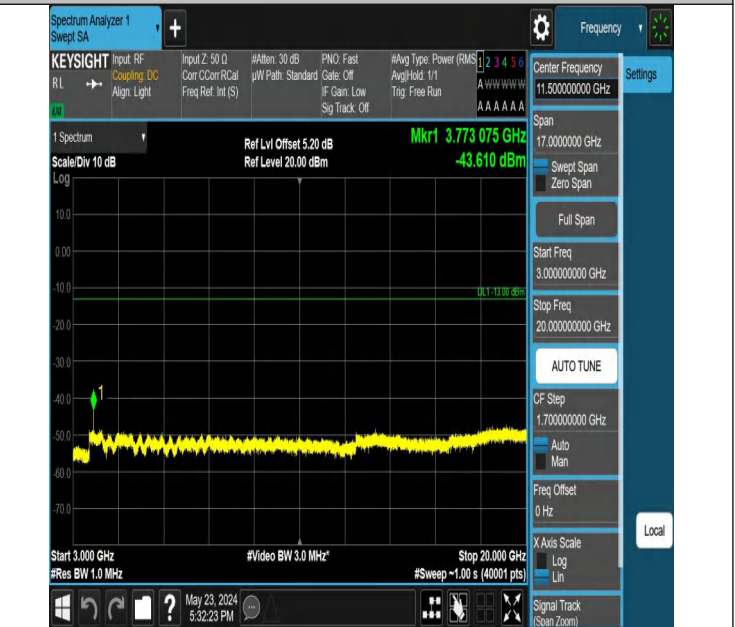 Spectrum Analyzer 1
Swept SA
+
Frequency
KEYSIGHT
RL
Input: RF
Coupling: DC
Align: Light
Input Z: 50 Ω
Corr CCorr RCal
Freq Ref: Int (S)
#Atten: 30 dB
µW Path: Standard
PNO: Fast
Gate: Off
IF Gain: Low
Sig Track: Off
#Avg Type: Power (RMS
Avg|Hold: 1/1
Trig: Free Run
1 2 3 4 5 6
A W W W W W
A A A A A A
1 Spectrum
Scale/Div 10 dB
Log
Ref Lvl Offset 5.20 dB
Ref Level 20.00 dBm
Mkr1 3.773 075 GHz
-43.610 dBm
10.0
0.00
-10.0
DL1 -13.00 dBm
-20.0
-30.0
-40.0
1
-50.0
-60.0
-70.0
Start 3.000 GHz
#Res BW 1.0 MHz
#Video BW 3.0 MHz*
Stop 20.000 GHz
#Sweep ~1.00 s (40001 pts)
Center Frequency
11.500000000 GHz
Settings
Span
17.0000000 GHz
Swept Span
Zero Span
Full Span
Start Freq
3.000000000 GHz
Stop Freq
20.000000000 GHz
AUTO TUNE
CF Step
1.700000000 GHz
Auto
Man
Freq Offset
0 Hz
X Axis Scale
Log
Lin
Local
Signal Track
(Span Zoom)
?
May 23, 2024
5:32:23 PM